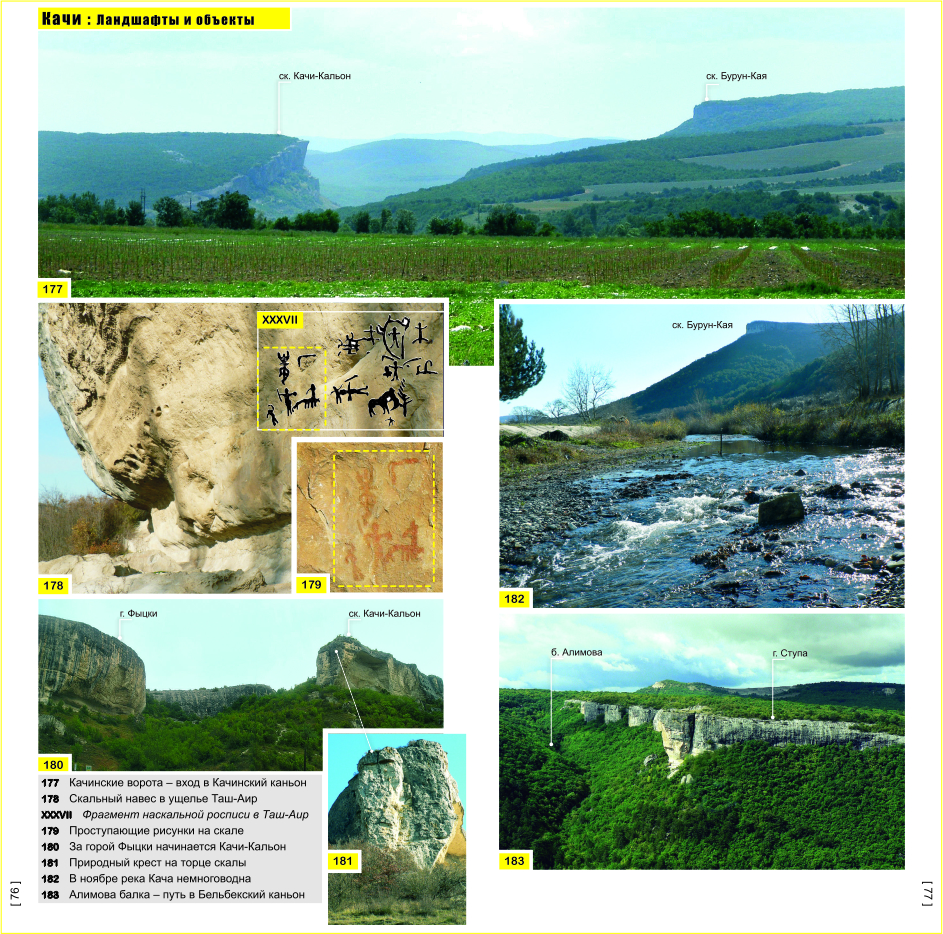 Качи : Ландшафты и объекты
ск. Качи-Кальон
ск. Бурун-Кая
177
XXXVII
178
179
ск. Бурун-Кая
182
г. Фыцки
ск. Качи-Кальон
180
181
б. Алимова
г. Ступа
183
177 Качинские ворота – вход в Качинский каньон
178 Скальный навес в ущелье Таш-Аир
XXXVII Фрагмент наскальной росписи в Таш-Аир
179 Проступающие рисунки на скале
180 За горой Фыцки начинается Качи-Кальон
181 Природный крест на торце скалы
182 В ноябре река Кача немноговодна
183 Алимова балка – путь в Бельбекский каньон
[ 76 ]
[ 77 ]